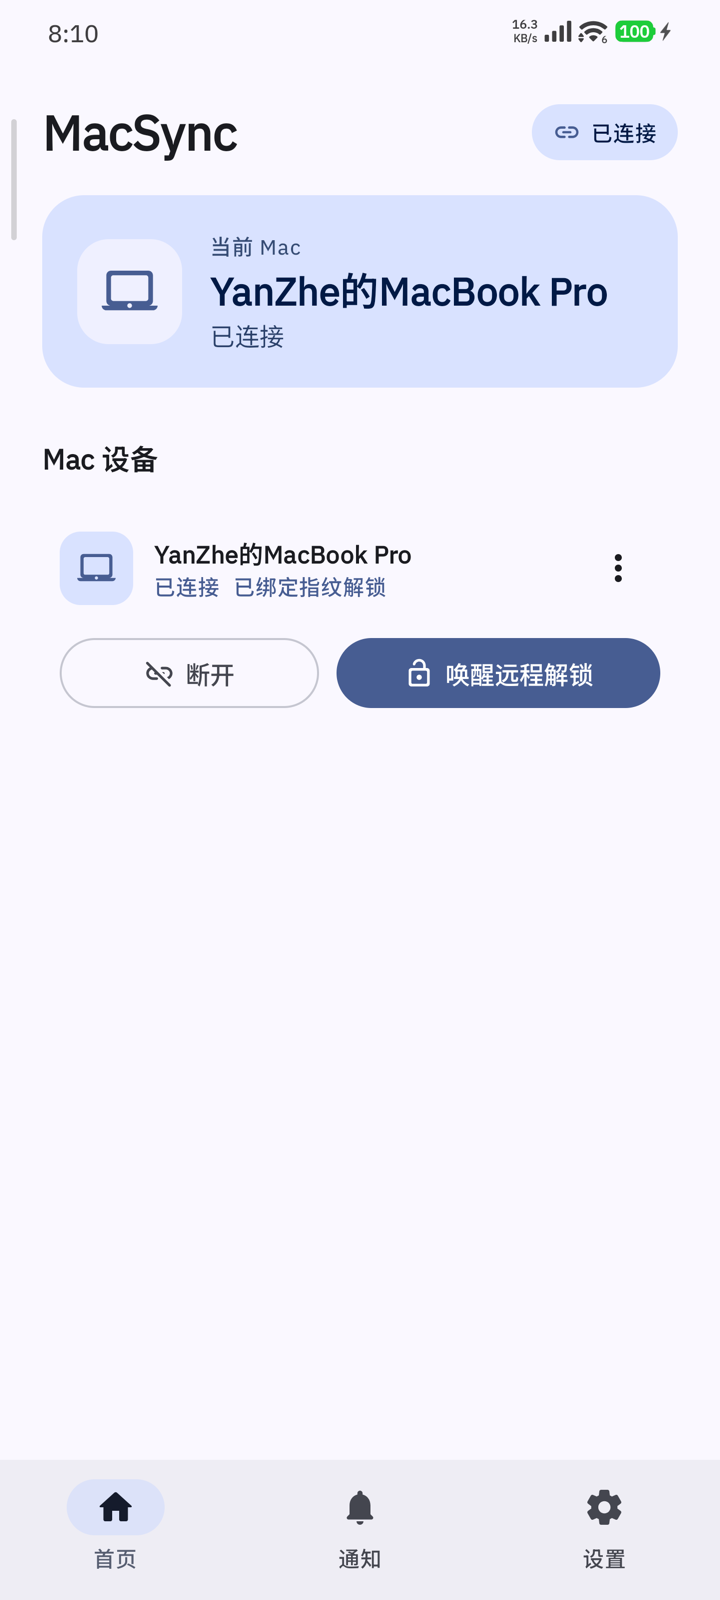 8:10
16.3
KB/s
6
100
MacSync
已连接
当前 Mac
YanZhe的MacBook Pro
已连接
Mac 设备
YanZhe的MacBook Pro
已连接 已绑定指纹解锁
断开
唤醒远程解锁
首页
通知
设置